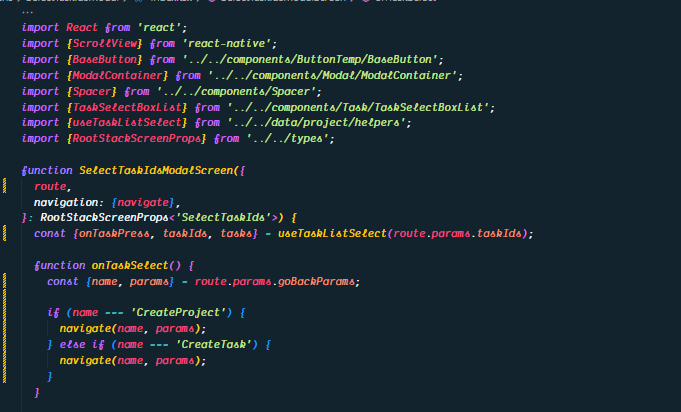 import React from 'react';
import {ScrollView} from 'react-native';
import {BaseButton} from '../../components/ButtonTemp/BaseButton';
import {ModalContainer} from '../../components/Modal/ModalContainer';
import {Spacer} from '../../components/Spacer';
import {TaskSelectBoxList} from '../../components/Task/TaskSelectBoxList';
import {useTaskListSelect} from '../../data/project/helpers';
import {RootStackScreenProps} from '../../types';
function SelectTaskIdsModalScreen({
route,
navigation: {navigate},
}: RootStackScreenProps<'SelectTaskIds'>) {
const {onTaskPress, taskIds, tasks} = useTaskListSelect(route.params.taskIds);
function onTaskSelect() {
const {name, params} = route.params.goBackParams;
if (name === 'CreateProject') {
navigate(name, params);
} else if (name === 'CreateTask') {
navigate(name, params);
}
}